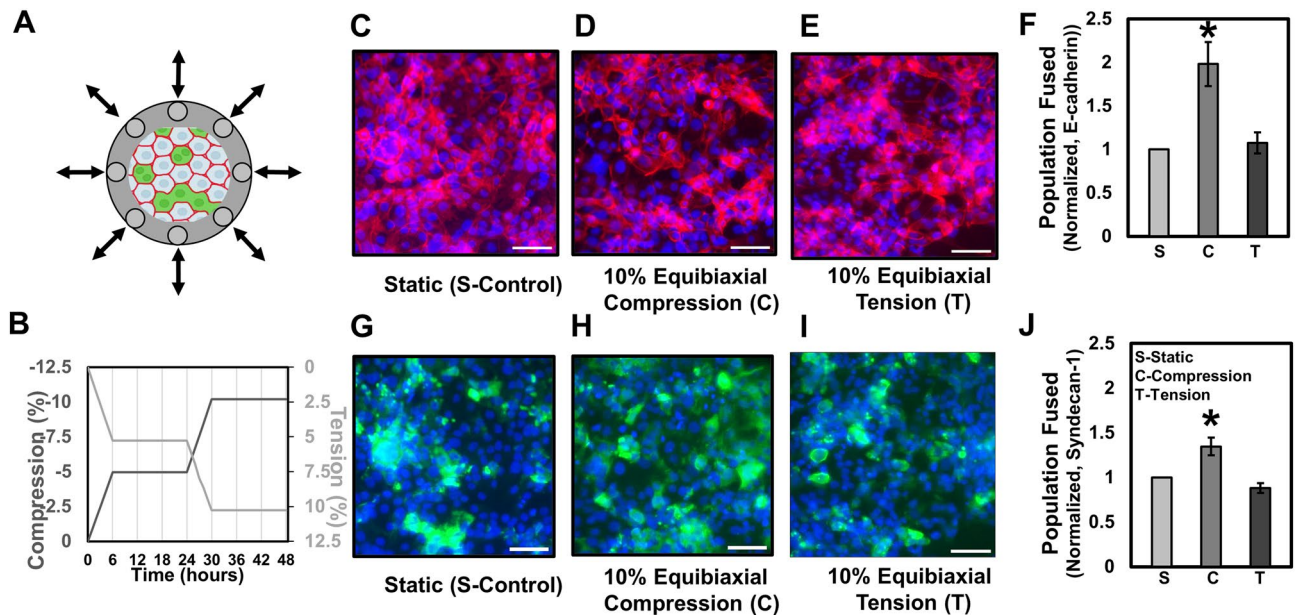 A
C
D
E
F
Static (S-Control)
10% Equibiaxial
Compression (C)
10% Equibiaxial
Tension (T)
Population Fused
(Normalized, E-cadherin))
2.5
2
1.5
1
0.5
0
S
C
T
*
B
Compression (%)
-12.5
-10
-7.5
-5
-2.5
0
0
2.5
5
7.5
10
12.5
Tension (%)
0
6
12
18
24
30
36
42
48
Time (hours)
G
H
I
J
Static (S-Control)
10% Equibiaxial
Compression (C)
10% Equibiaxial
Tension (T)
Population Fused
(Normalized, Syndecan-1)
2.5
2
1.5
1
0.5
0
S-Static
C-Compression
T-Tension
*
S
C
T